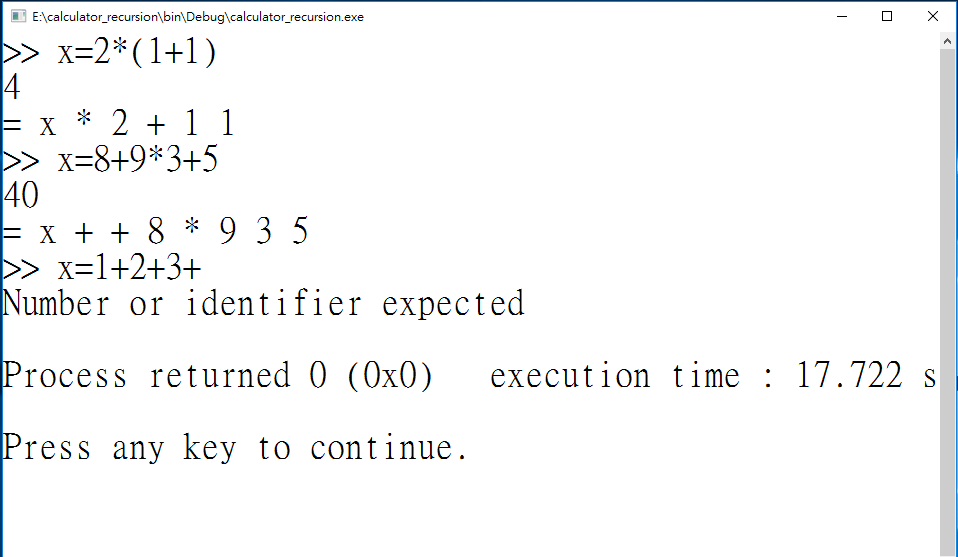 E:\calculator_recursion\bin\Debug\calculator_recursion.exe
>> x=2*(1+1)
4
= x * 2 + 1 1
>> x=8+9*3+5
40
= x + + 8 * 9 3 5
>> x=1+2+3+
Number or identifier expected
Process returned 0 (0x0)   execution time : 17.722 s
Press any key to continue.